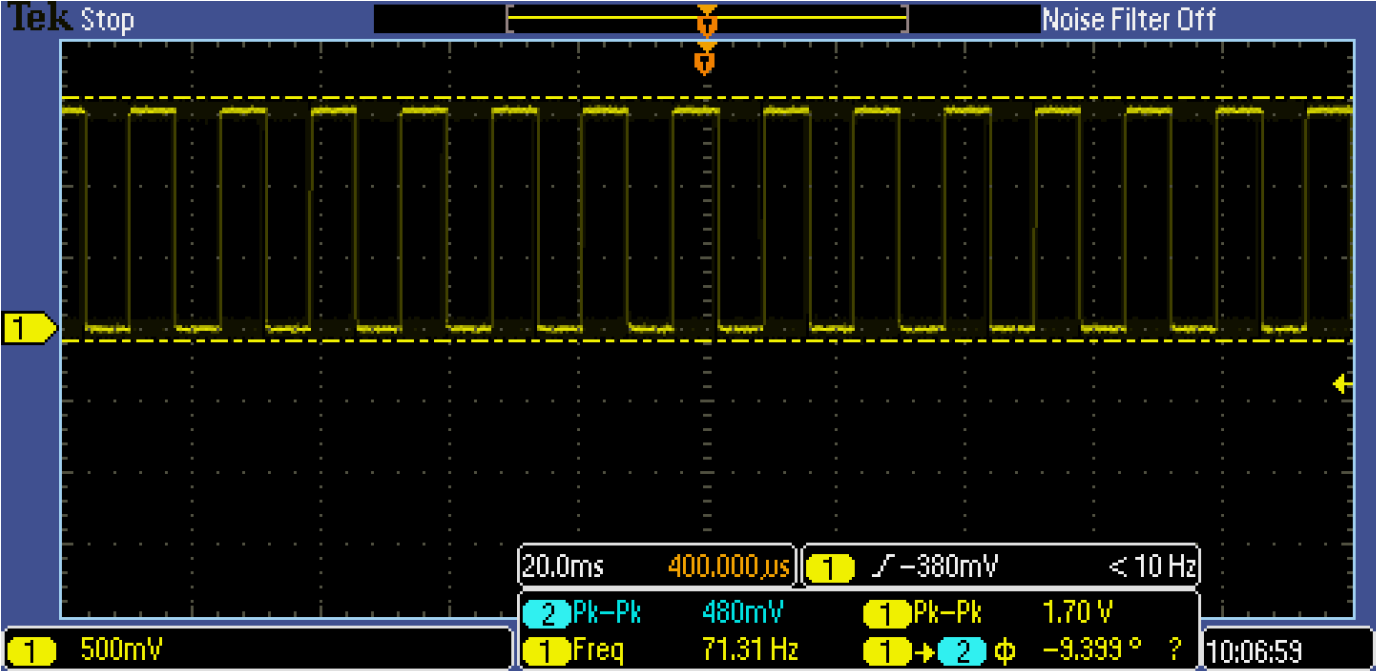 Tek Stop Noise Filter Off
T
T
1
20.0ms 400.000µs 1 -380mV < 10 Hz
2 Pk-Pk 480mV 1 Pk-Pk 1.70 V
1 500mV 1 Freq 71.31 Hz 1→2 ϕ -9.399 ° ? 10:06:59